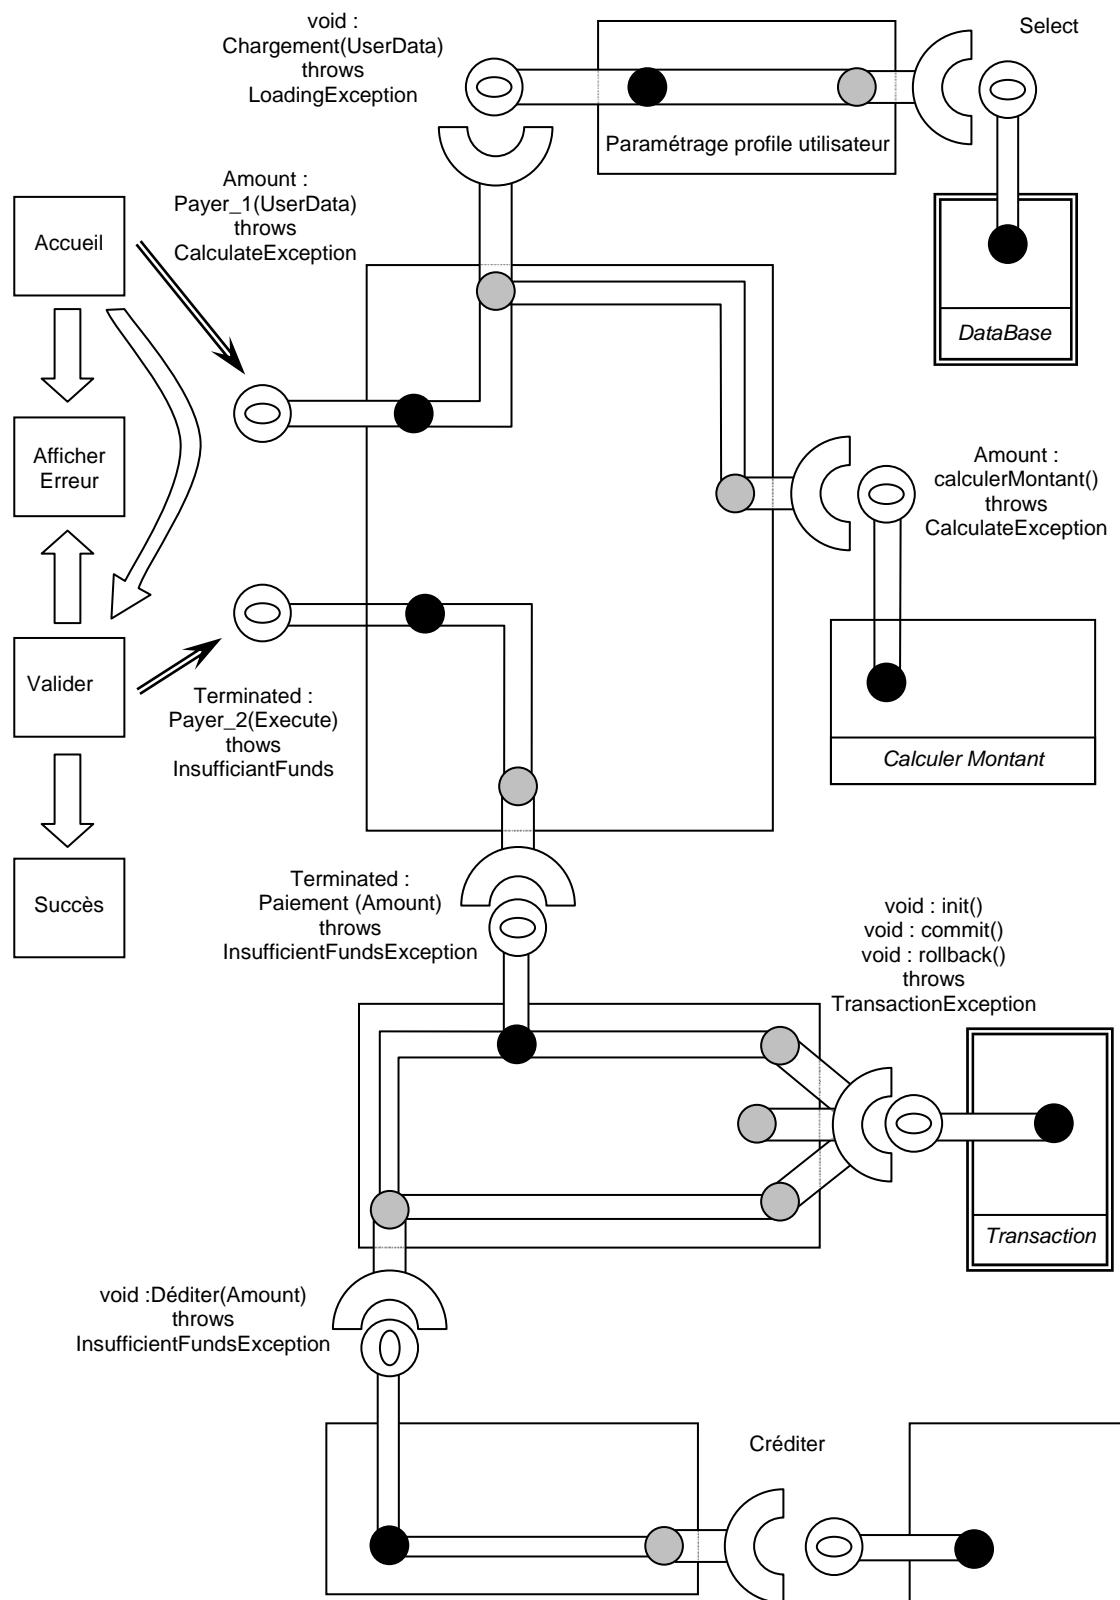 void :
Chargement(UserData)
throws
LoadingException
Select
Paramétrage profile utilisateur
Amount :
Payer_1(UserData)
throws
CalculateException
Accueil
DataBase
Afficher
Erreur
Amount :
calculerMontant()
throws
CalculateException
Valider
Terminated :
Payer_2(Execute)
thows
InsufficiantFunds
Calculer Montant
Succès
Terminated :
Paiement (Amount)
throws
InsufficientFundsException
void : init()
void : commit()
void : rollback()
throws
TransactionException
Transaction
void :Déditer(Amount)
throws
InsufficientFundsException
Créditer